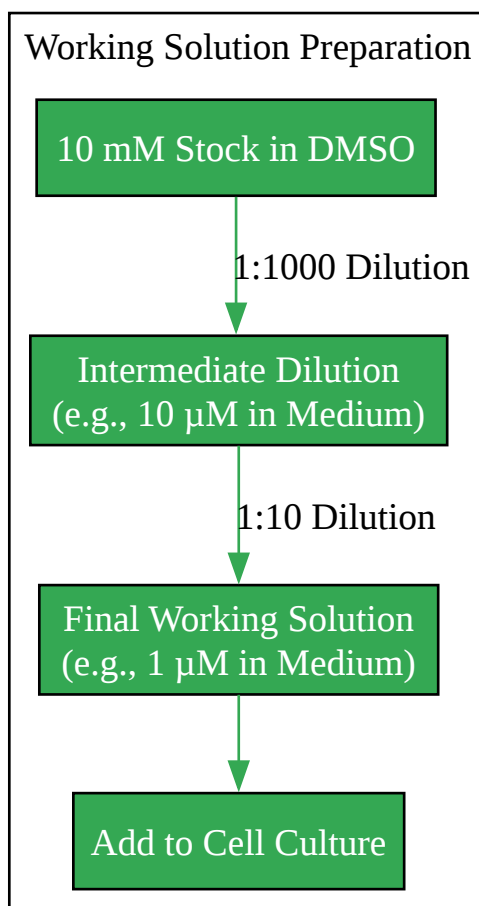 Working Solution Preparation
10 mM Stock in DMSO
1:1000 Dilution
Intermediate Dilution
(e.g., 10 µM in Medium)
1:10 Dilution
Final Working Solution
(e.g., 1 µM in Medium)
Add to Cell Culture